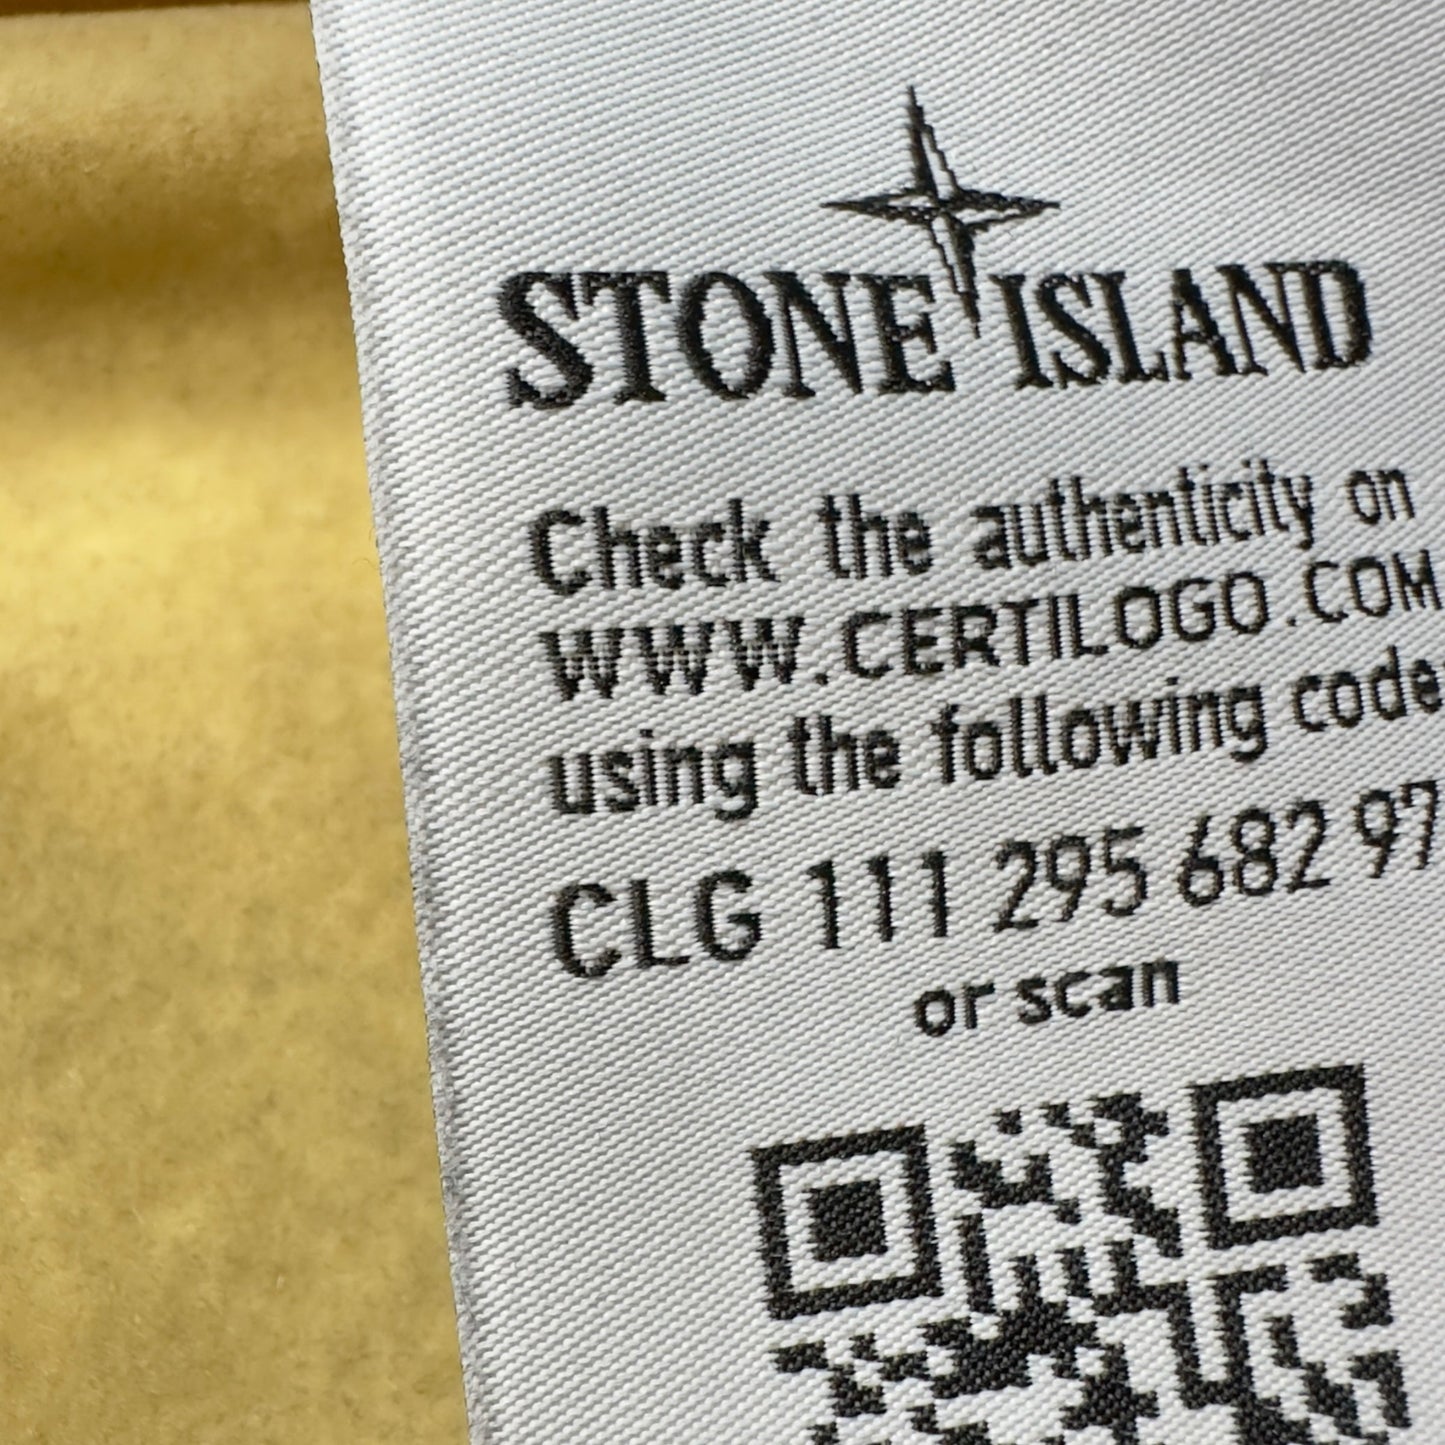 STONE ISLAND
Check the authenticity on
WWW.CERTILOGO.COM
using the following code
CLG 111 295 682 97
or scan